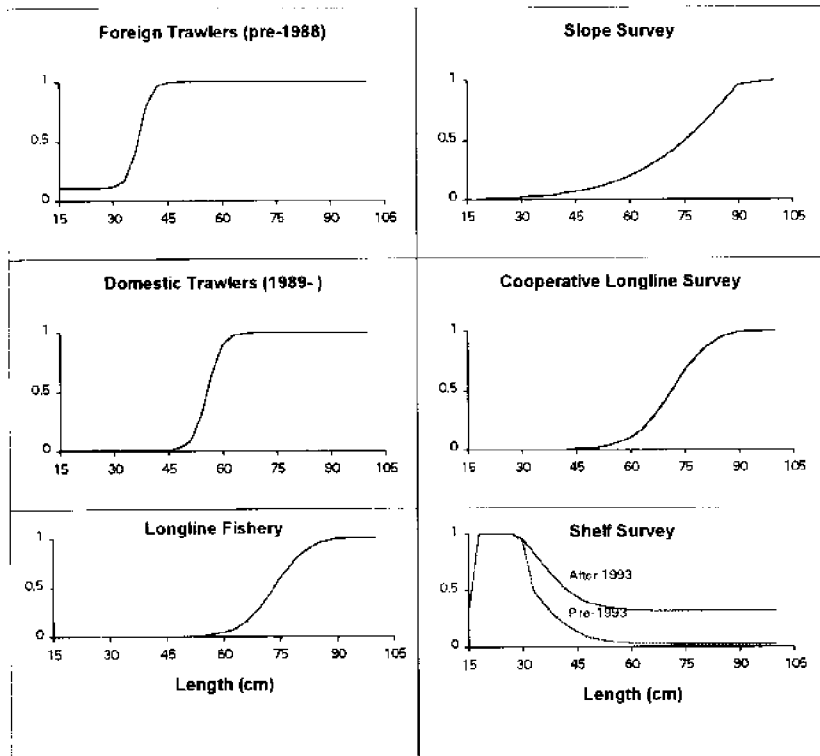 Foreign Trawlers (pre-1988)
1
0.5
0
15 30 45 60 75 90 105
Slope Survey
1
0.5
0
15 30 45 60 75 90 105
Domestic Trawlers (1989- )
1
0.5
0
15 30 45 60 75 90 105
Cooperative Longline Survey
1
0.5
0
15 30 45 60 75 90 105
Longline Fishery
1
0.5
0
15 30 45 60 75 90 105
Length (cm)
Shelf Survey
1
0.5
0
After 1993
Pre-1993
15 30 45 60 75 90 105
Length (cm)